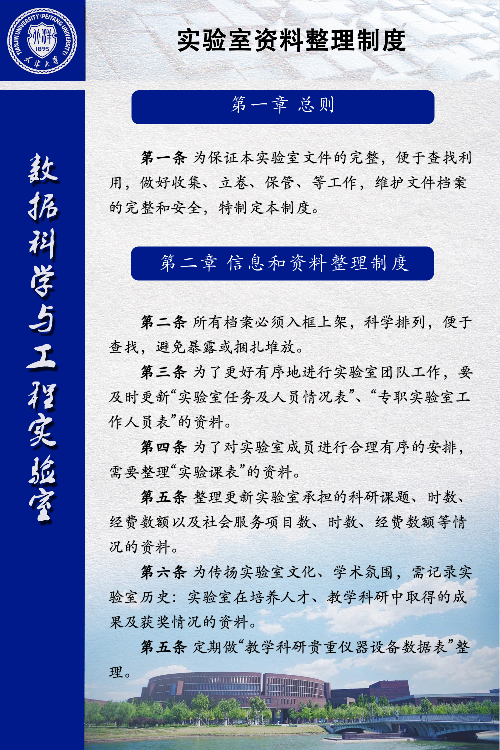 TIANJIN UNIVERSITY (PEIYANG UNIVERSITY)
北洋
1895
天津大学
实验室资料整理制度
数据科学与工程实验室
第一章 总则
第一条 为保证本实验室文件的完整，便于查找利
用，做好收集、立卷、保管、等工作，维护文件档案
的完整和安全，特制定本制度。
第二章 信息和资料整理制度
第二条 所有档案必须入框上架，科学排列，便于
查找，避免暴露或捆扎堆放。
第三条 为了更好有序地进行实验室团队工作，要
及时更新“实验室任务及人员情况表”、“专职实验室工
作人员表”的资料。
第四条 为了对实验室成员进行合理有序的安排，
需要整理“实验课表”的资料。
第五条 整理更新实验室承担的科研课题、时数、
经费数额以及社会服务项目数、时数、经费数额等情
况的资料。
第六条 为传扬实验室文化、学术氛围，需记录实
验室历史：实验室在培养人才、教学科研中取得的成
果及获奖情况的资料。
第五条 定期做“教学科研贵重仪器设备数据表”整
理。